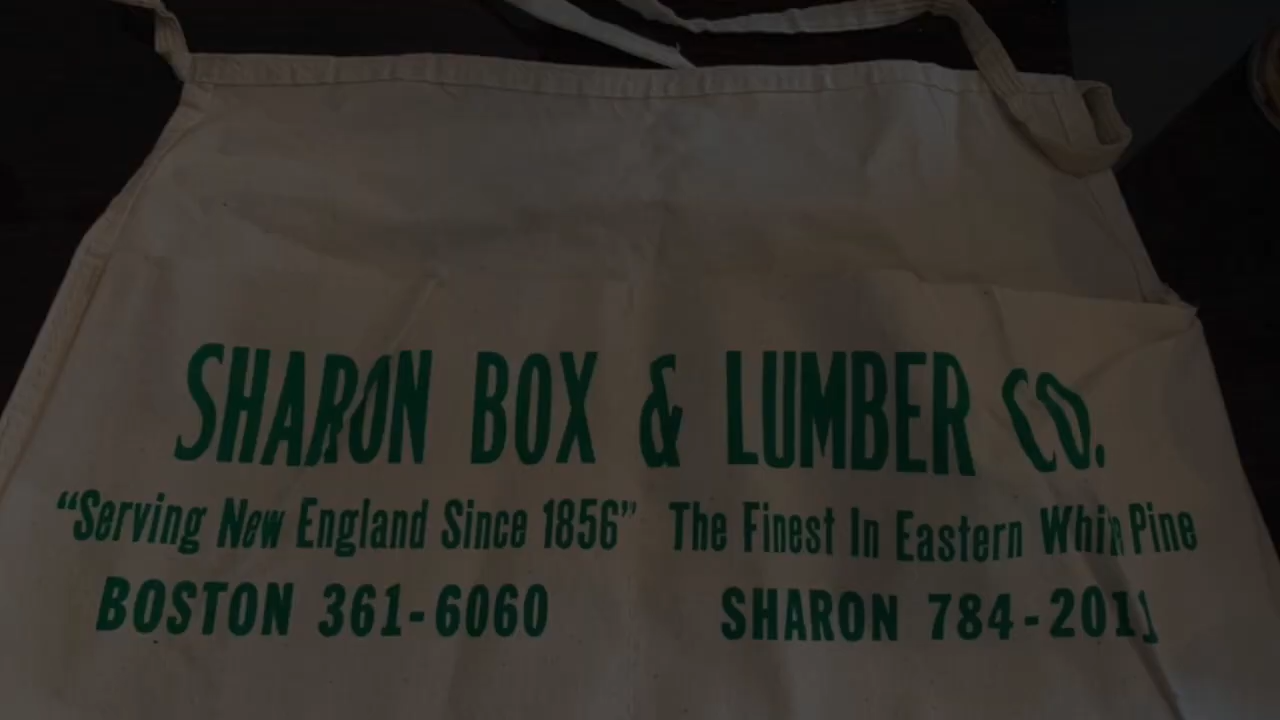 SHARON BOX & LUMBER CO.
“Serving New England Since 1856” The Finest In Eastern White Pine
BOSTON 361-6060 SHARON 784-2011